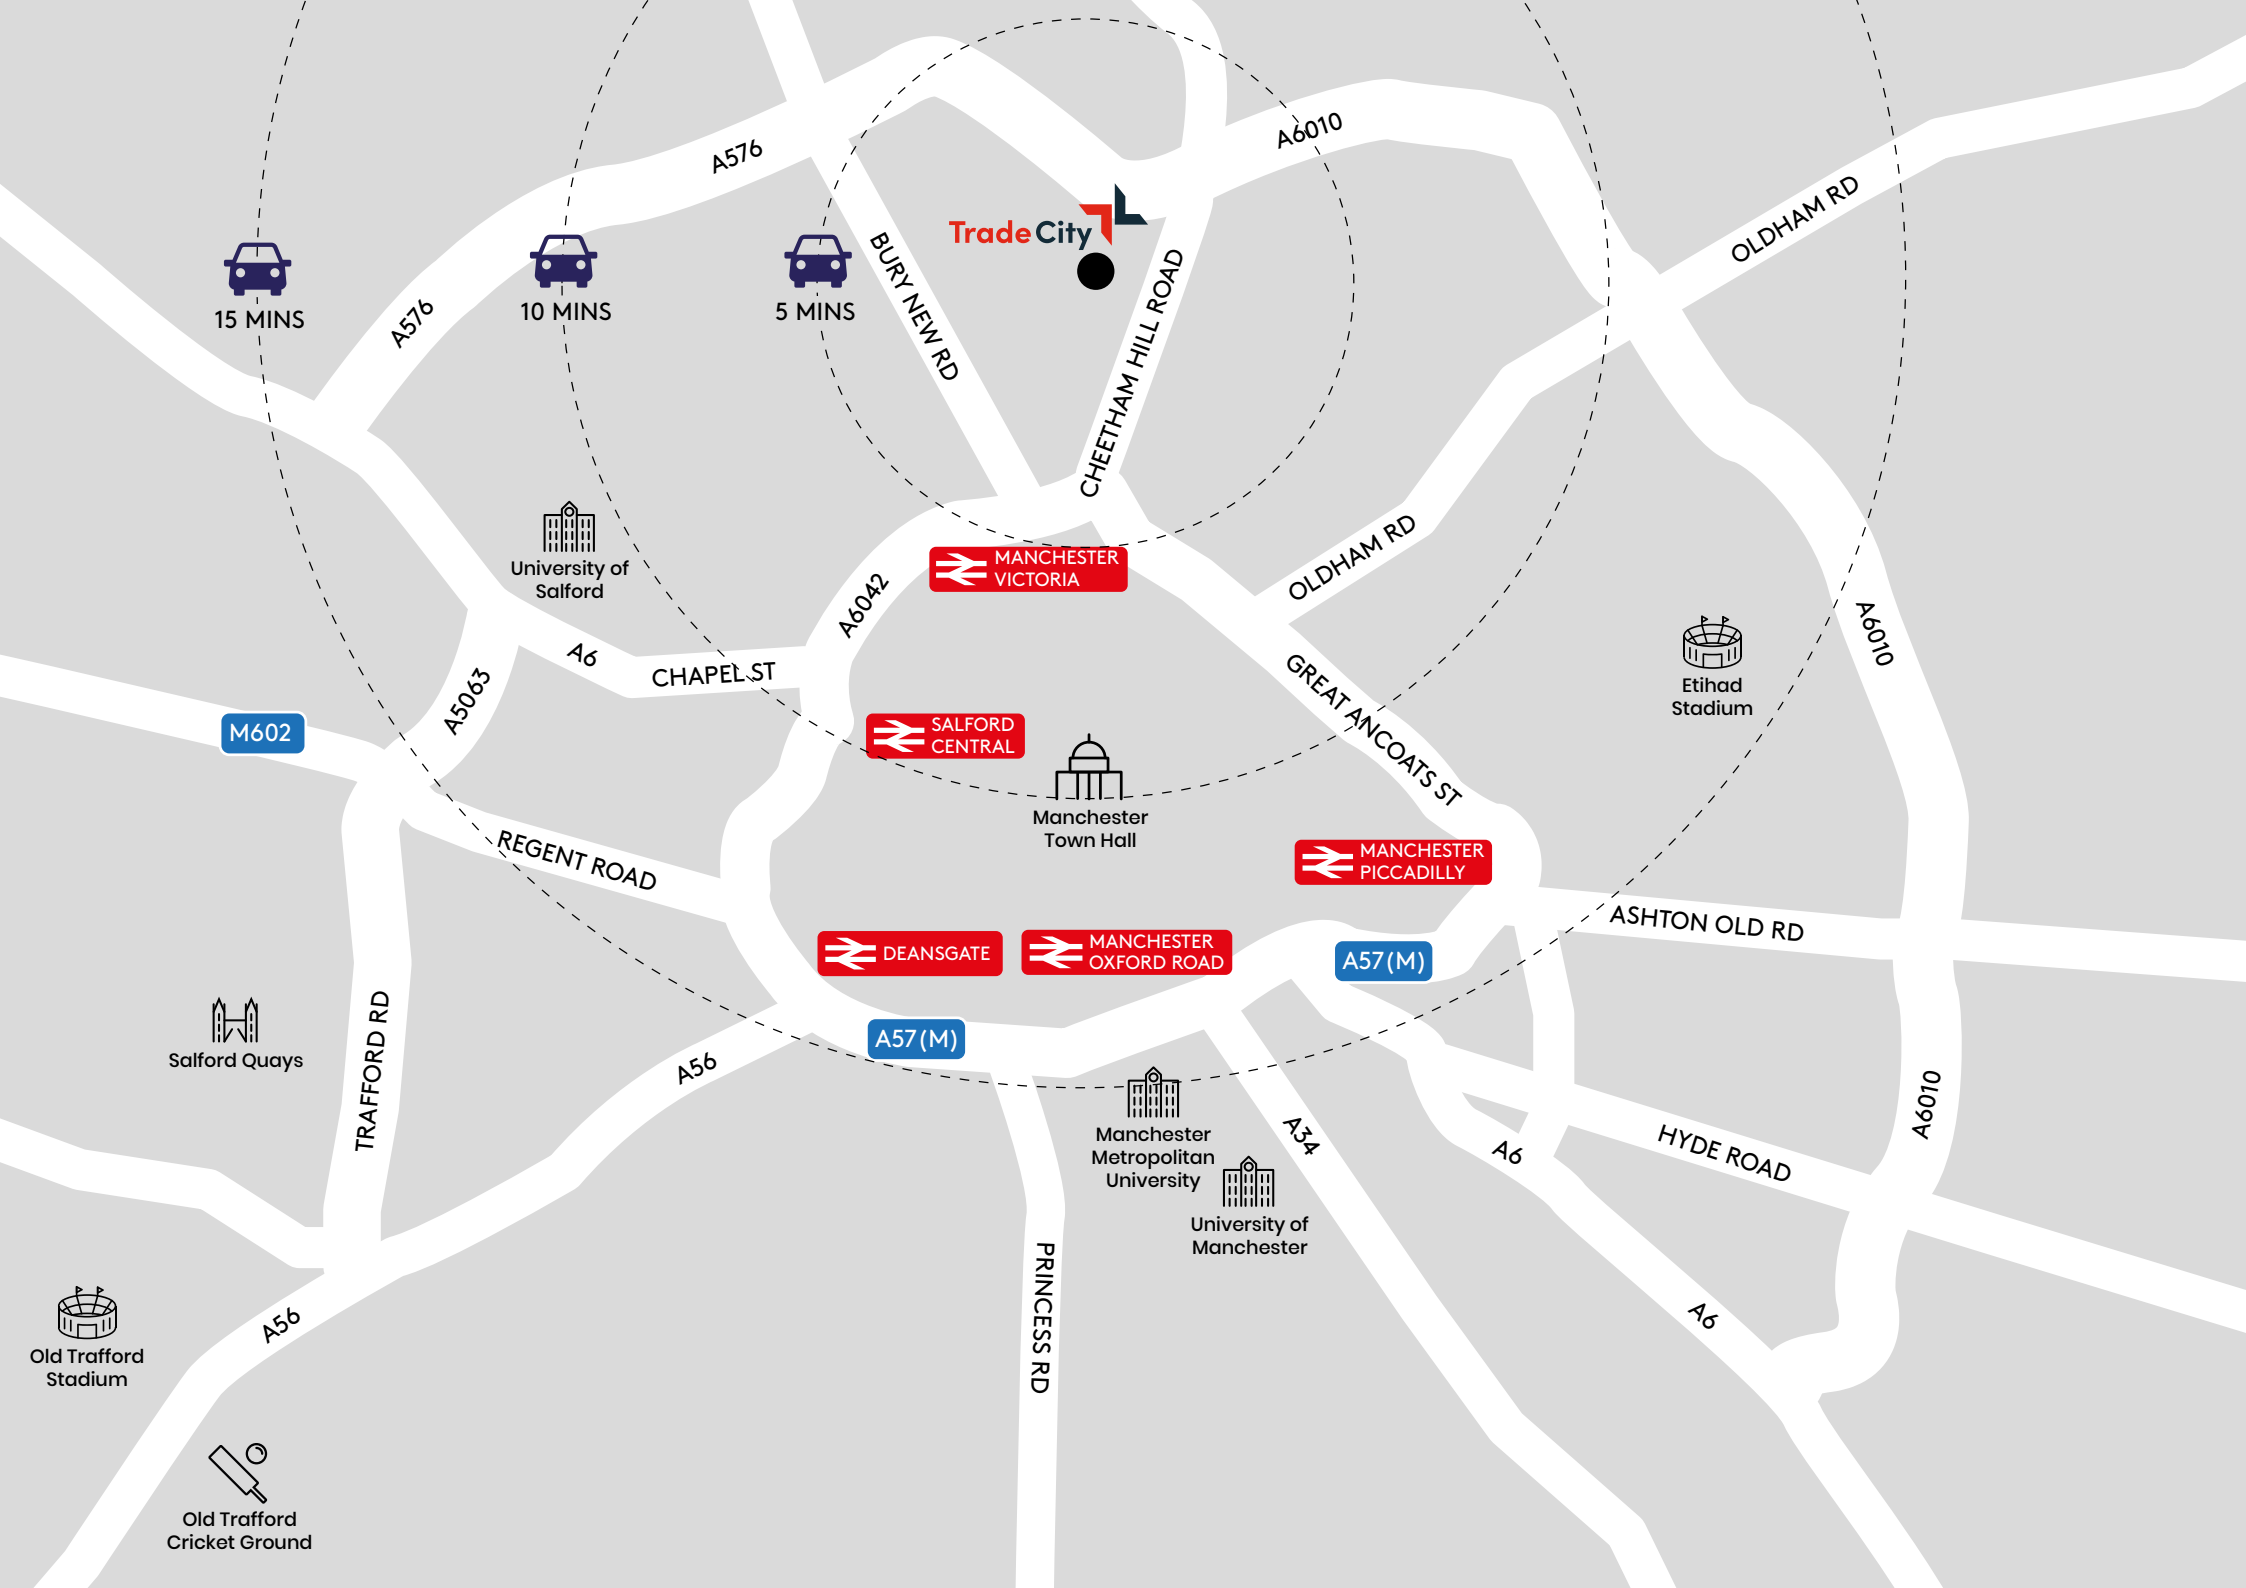 A576
A6010
OLDHAM RD
Trade City
BURY NEW RD
CHEETHAM HILL ROAD
15 MINS
10 MINS
5 MINS
A576
University of
Salford
MANCHESTER
VICTORIA
OLDHAM RD
A6042
A6
CHAPEL ST
A5063
M602
GREAT ANCOATS ST
Etihad
Stadium
A6010
SALFORD
CENTRAL
Manchester
Town Hall
REGENT ROAD
MANCHESTER
PICCADILLY
ASHTON OLD RD
DEANSGATE
MANCHESTER
OXFORD ROAD
A57(M)
A57(M)
Salford Quays
TRAFFORD RD
A56
Manchester
Metropolitan
University
A34
A6
HYDE ROAD
A6010
University of
Manchester
PRINCESS RD
A6
A56
Old Trafford
Stadium
Old Trafford
Cricket Ground